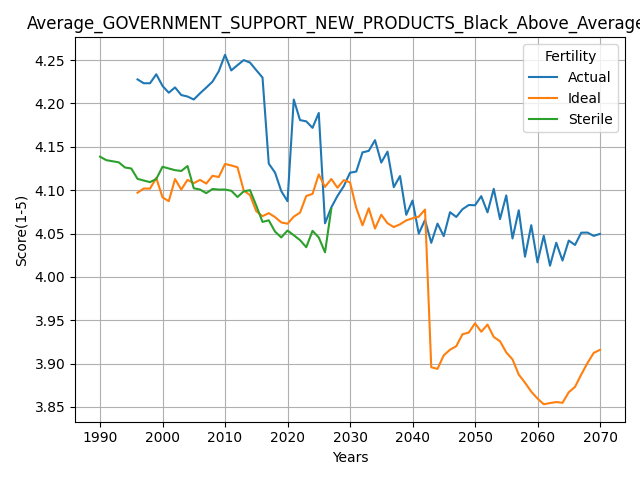 Average_GOVERNMENT_SUPPORT_NEW_PRODUCTS_Black_Above_Average
Fertility
Actual
Ideal
Sterile
Score(1-5)
4.25
4.20
4.15
4.10
4.05
4.00
3.95
3.90
3.85
1990 2000 2010 2020 2030 2040 2050 2060 2070
Years